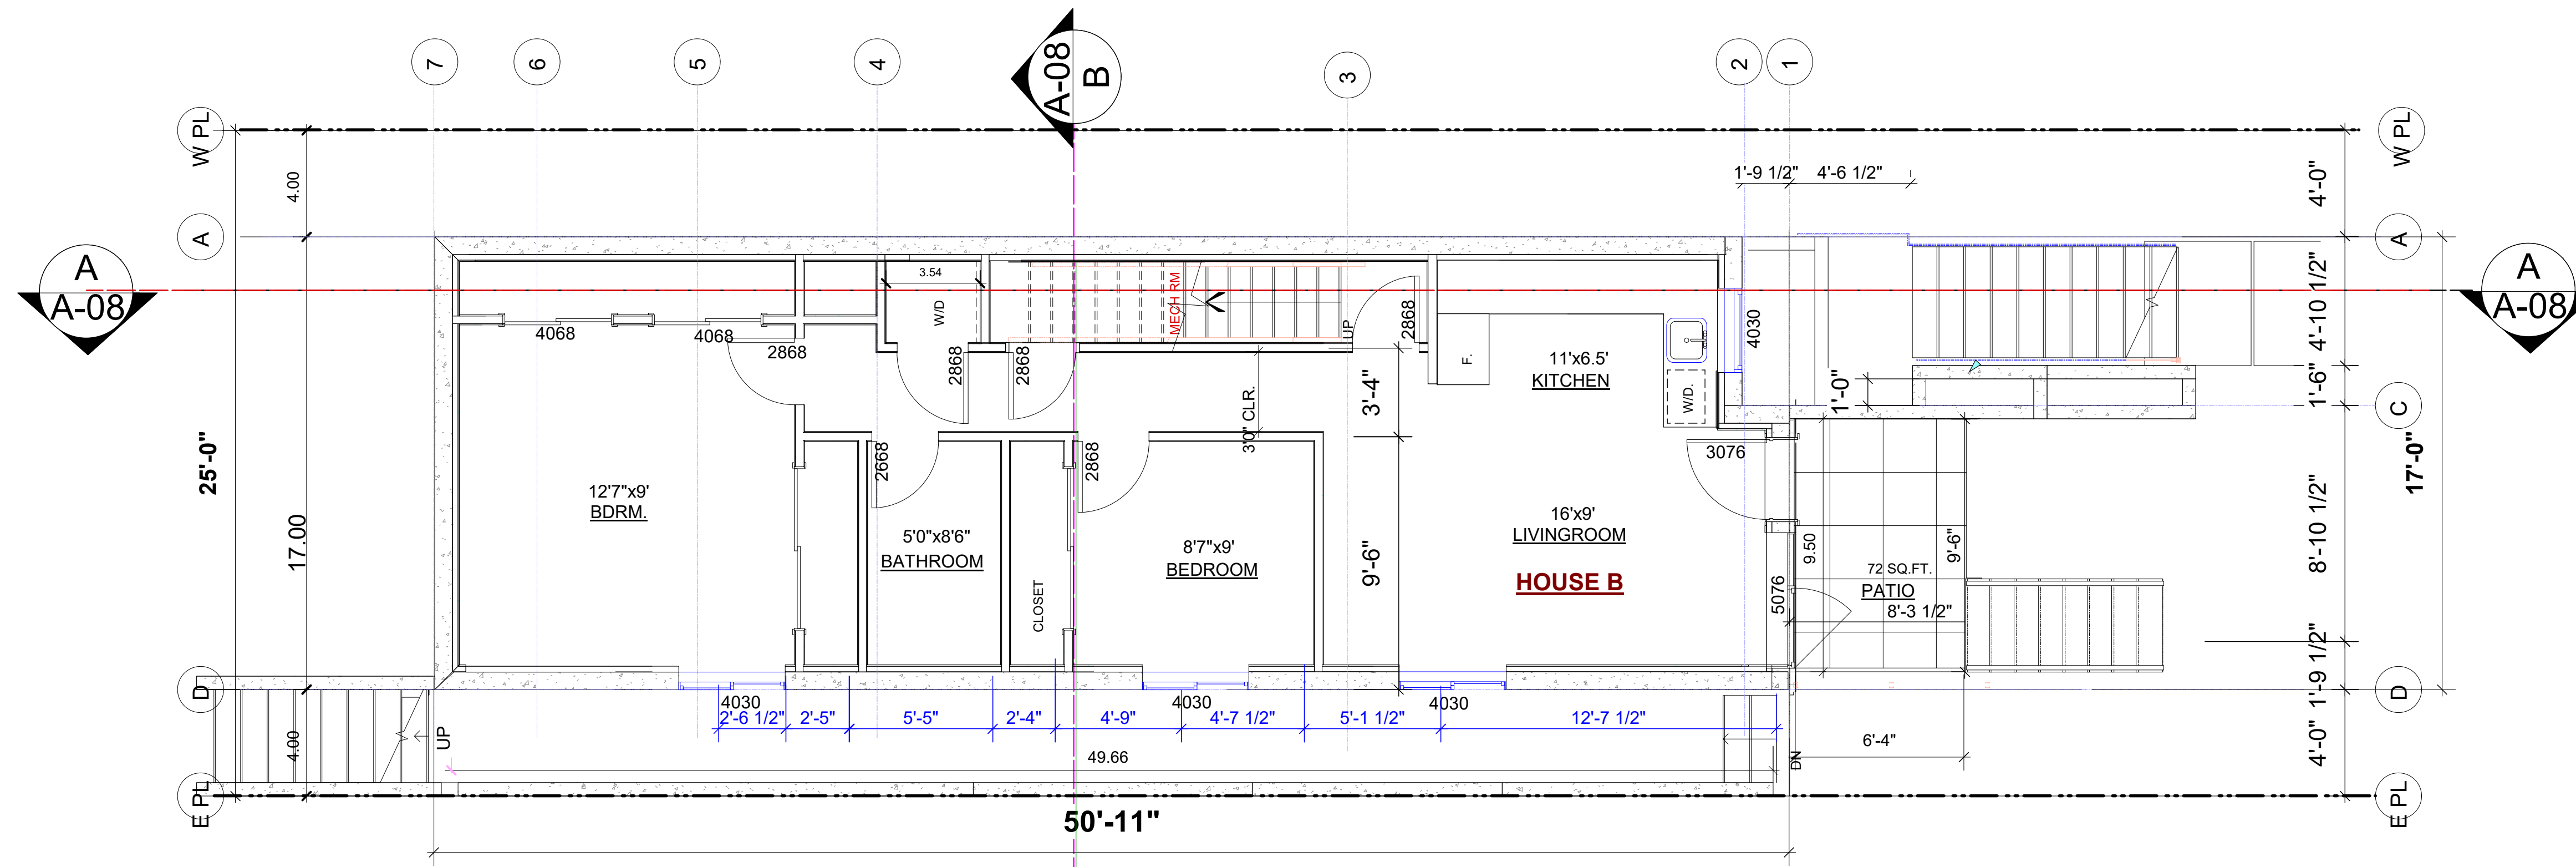 7
6
5
4
A-08
B
3
2
1
W PL
W PL
4.00
1'-9 1/2"
4'-6 1/2"
4'-0"
A
A
A
A-08
A
A-08
3.54
W/D
MECH RM
UP
2868
4068
4068
2868
2868
2868
F.
11'x6.5'
KITCHEN
W/D.
4030
4'-10 1/2"
1'-6"
1'-0"
C
3'-4"
3'0" CLR.
25'-0"
17.00
2668
2868
3076
12'7"x9'
BDRM.
5'0"x8'6"
BATHROOM
CLOSET
8'7"x9'
BEDROOM
9'-6"
16'x9'
LIVINGROOM
HOUSE B
5076
9.50
9'-6"
72 SQ.FT.
PATIO
8'-3 1/2"
8'-10 1/2"
17'-0"
1'-9 1/2"
D
D
4030
4030
4030
2'-6 1/2"
2'-5"
5'-5"
2'-4"
4'-9"
4'-7 1/2"
5'-1 1/2"
12'-7 1/2"
UP
4.00
49.66
DN
6'-4"
4'-0"
E PL
E PL
50'-11"